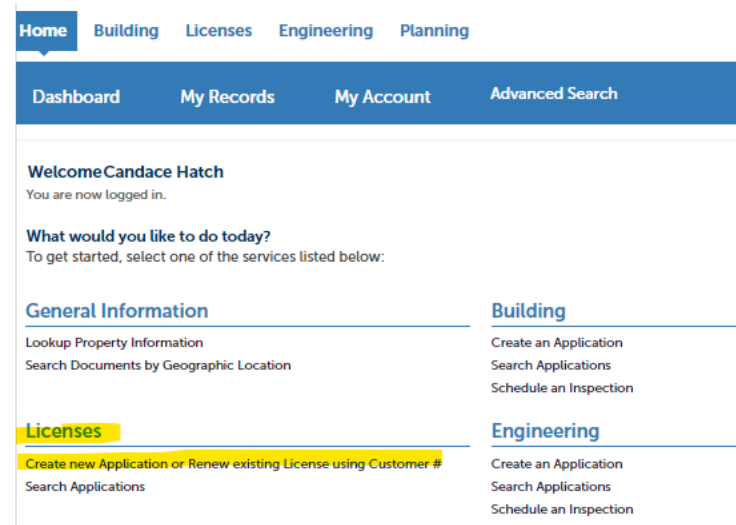 Home Building Licenses Engineering Planning
Dashboard My Records My Account Advanced Search
WelcomeCandace Hatch
You are now logged in.
What would you like to do today?
To get started, select one of the services listed below:
General Information
Lookup Property Information
Search Documents by Geographic Location
Building
Create an Application
Search Applications
Schedule an Inspection
Licenses
Create new Application or Renew existing License using Customer #
Search Applications
Engineering
Create an Application
Search Applications
Schedule an Inspection